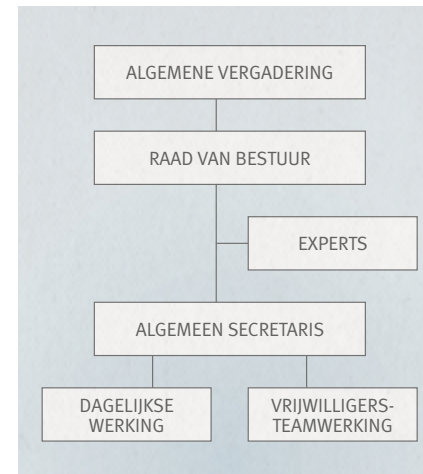 ALGEMENE VERGADERING
RAAD VAN BESTUUR
EXPERTS
ALGEMEEN SECRETARIS
DAGELIJKSE
WERKING
VRIJWILLIGERS-
TEAMWERKING